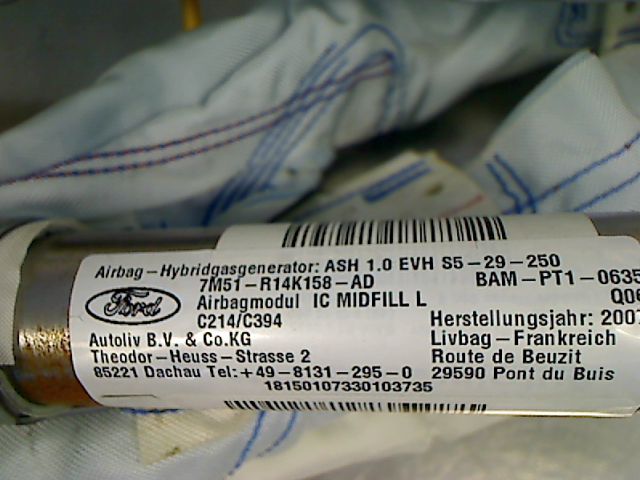 Airbag-Hybridgasgenerator: ASH 1.0 EVH S5-29-250
7M51-R14K158-AD BAM-PT1-0635
Ford Airbagmodul IC MIDFILL L Q06
C214/C394 Herstellungsjahr: 2007
Autoliv B.V. & Co.KG Livbag-Frankreich
Theodor-Heuss-Strasse 2 Route de Beuzit
85221 Dachau Tel:+49-8131-295-0 29590 Pont du Buis
18150107330103735